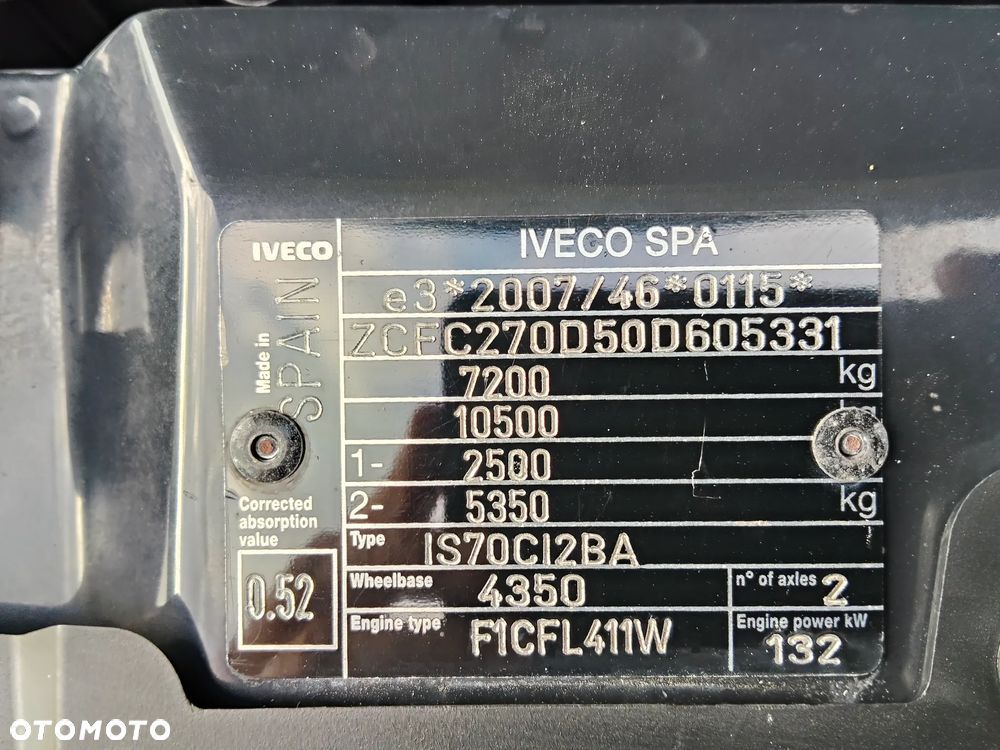 IVECO
IVECO SPA
Made in
SPAIN
e3*2007/46*0115*
ZCFC270D50D605331
7200 kg
10500
1- 2500
2- 5350 kg
Corrected
absorption
value
0.52
Type IS70CI2BA
Wheelbase 4350
n° of axles 2
Engine type F1CFL411W
Engine power kW
132
OTOMOTO